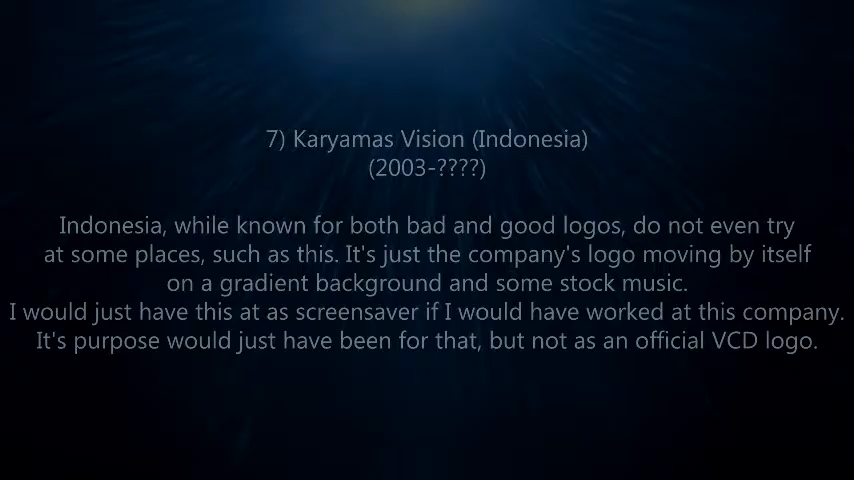 7) Karyamas Vision (Indonesia)
(2003-????)
Indonesia, while known for both bad and good logos, do not even try
at some places, such as this. It's just the company's logo moving by itself
on a gradient background and some stock music.
I would just have this at as screensaver if I would have worked at this company.
It's purpose would just have been for that, but not as an official VCD logo.